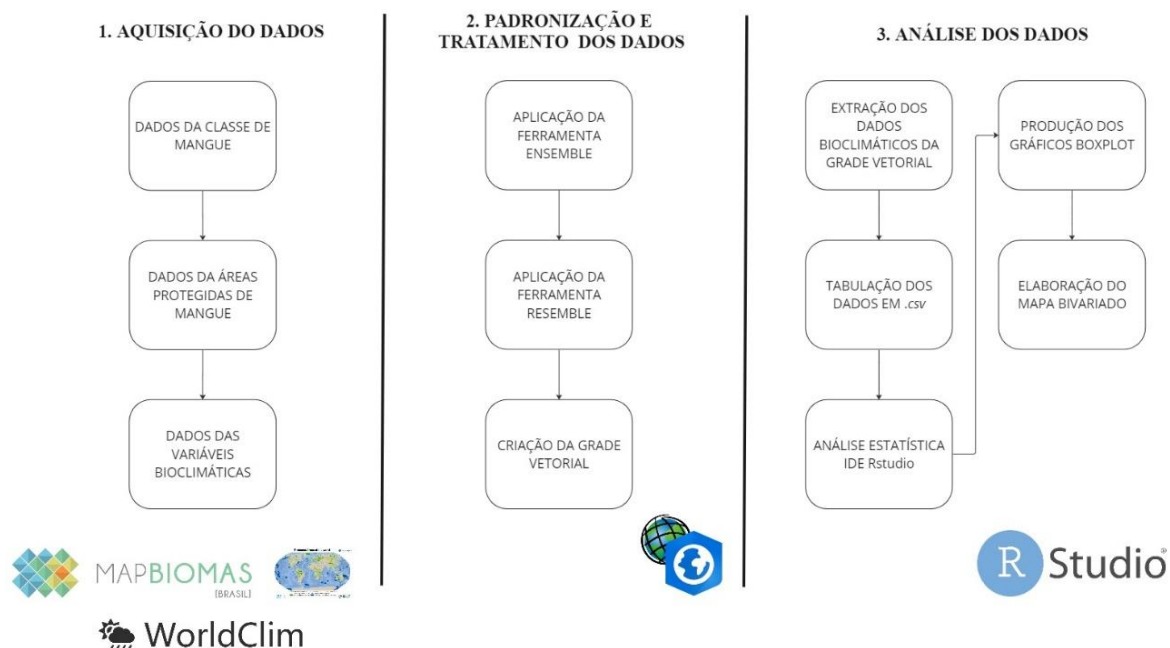 1. AQUISIÇÃO DO DADOS
DADOS DA CLASSE DE
MANGUE
DADOS DA ÁREAS
PROTEGIDAS DE
MANGUE
DADOS DAS
VARIÁVEIS
BIOCLIMÁTICAS
MAPBIOMAS
[BRASIL]
WorldClim
2. PADRONIZAÇÃO E
TRATAMENTO DOS DADOS
APLICAÇÃO DA
FERRAMENTA
ENSEMBLE
APLICAÇÃO DA
FERRAMENTA
RESEMBLE
CRIAÇÃO DA GRADE
VETORIAL
3. ANÁLISE DOS DADOS
EXTRAÇÃO DOS
DADOS
BIOCLIMÁTICOS DA
GRADE VETORIAL
TABULAÇÃO DOS
DADOS EM .csv
ANÁLISE ESTATÍSTICA
IDE Rstudio
PRODUÇÃO DOS
GRÁFICOS BOXPLOT
ELABORAÇÃO DO
MAPA BIVARIADO
R Studio®